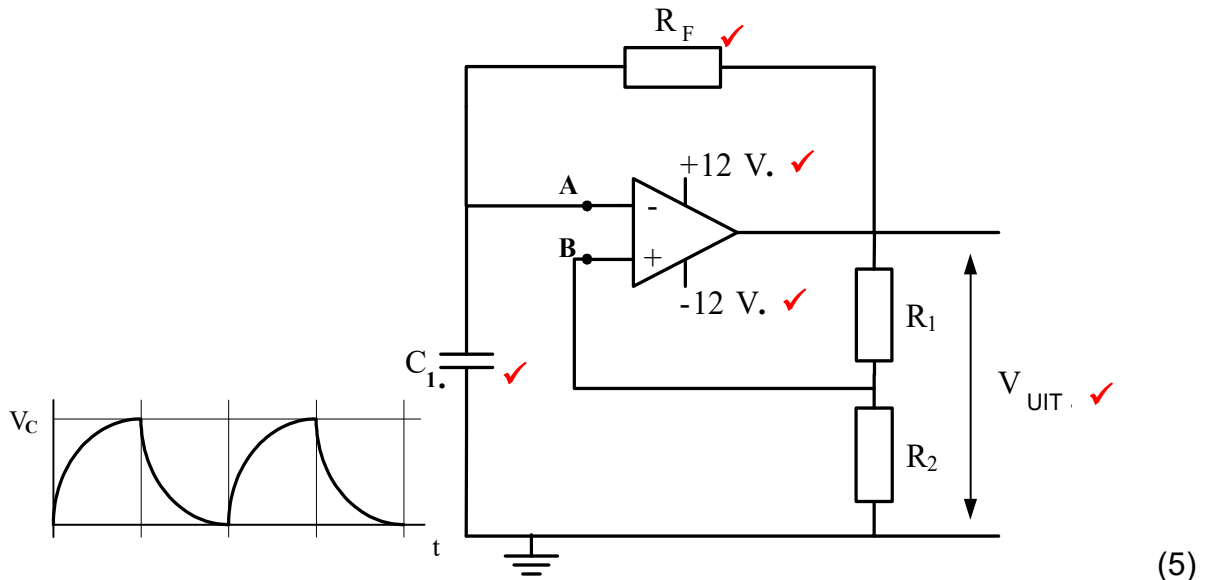 R F
+12 V.
A
-
B
+
-12 V.
R1
C1.
VC
V UIT .
R2
t
(5)